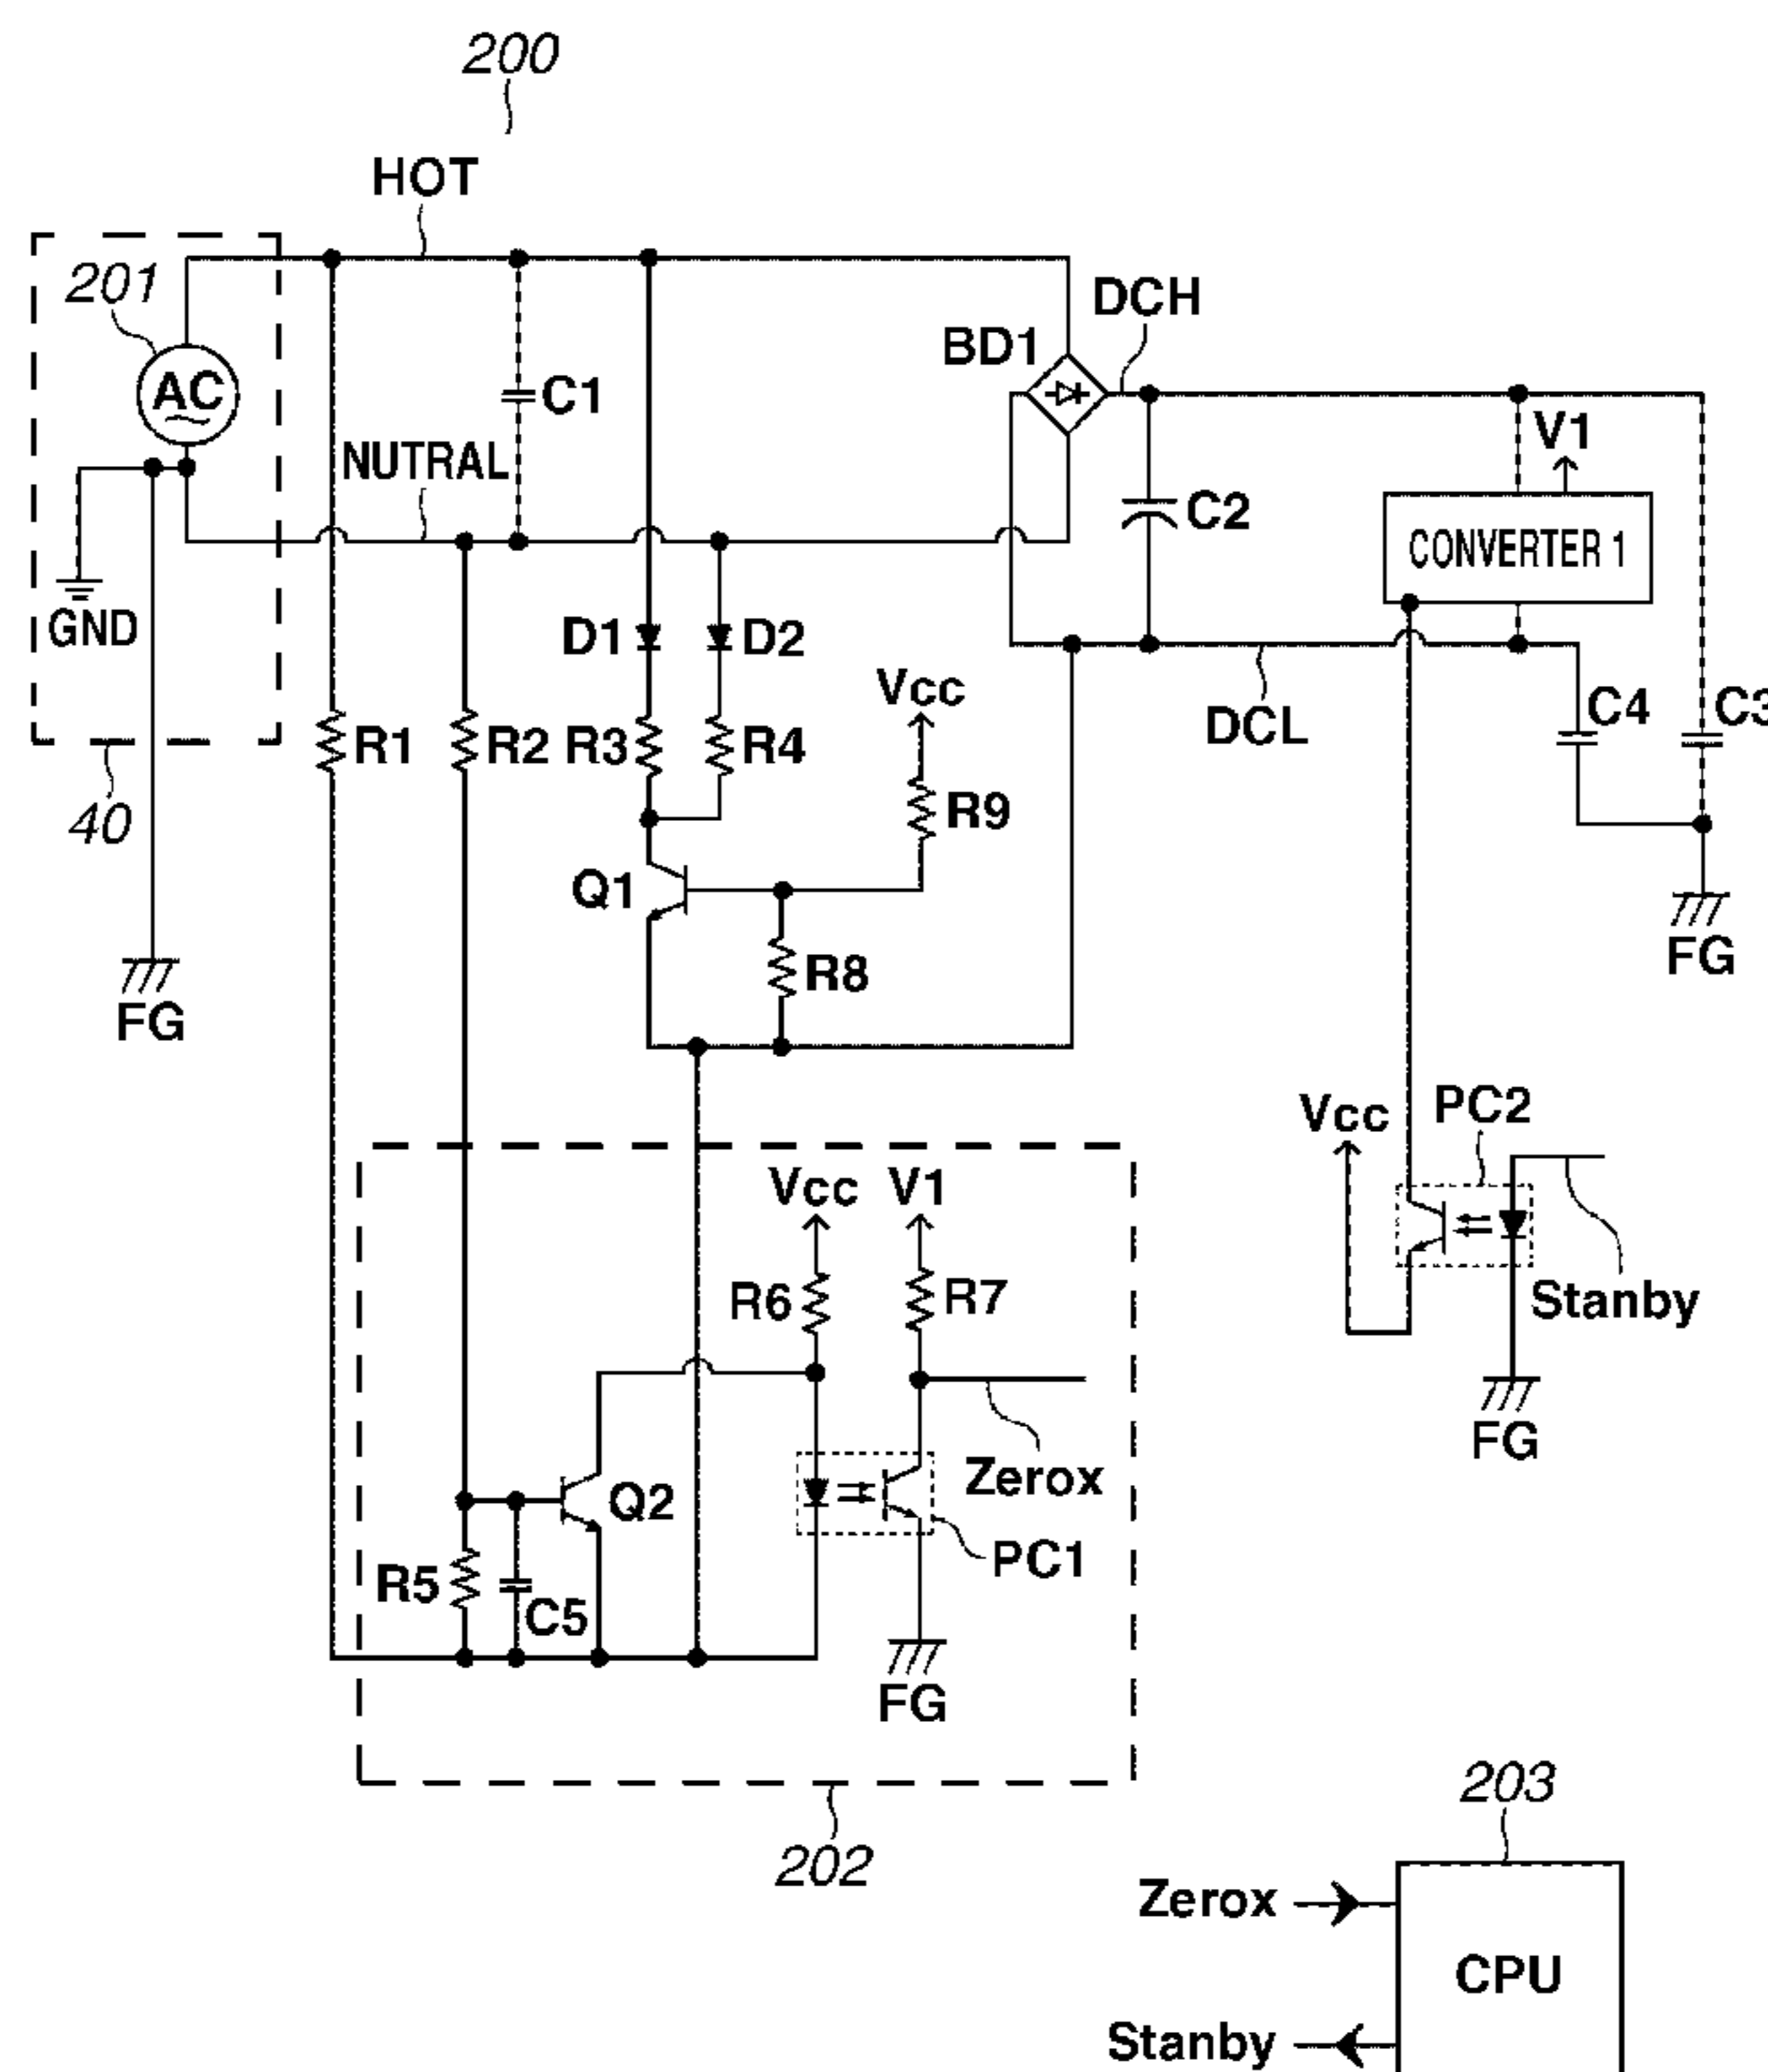 200
HOT
201
AC
C1
NUTRAL
GND
40
FG
BD1
DCH
C2
V1
CONVERTER 1
D1
D2
Vcc
DCL
C4
C3
R1
R2
R3
R4
R9
Q1
R8
FG
Vcc
PC2
Stanby
FG
Vcc
V1
R6
R7
Zerox
Q2
PC1
R5
C5
FG
202
203
Zerox
CPU
Stanby